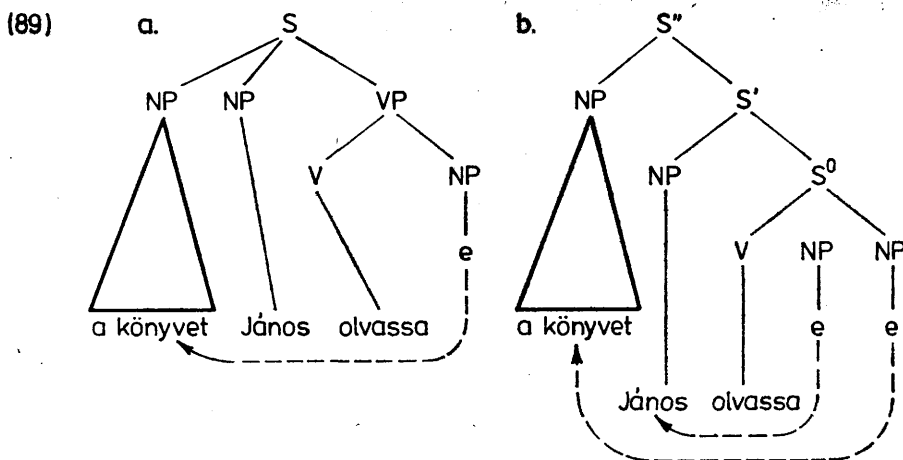 (89) a. S b. S''
NP NP VP NP S'
V NP NP S⁰
e V NP NP
a könyvet János olvassa a könyvet e e
János olvassa